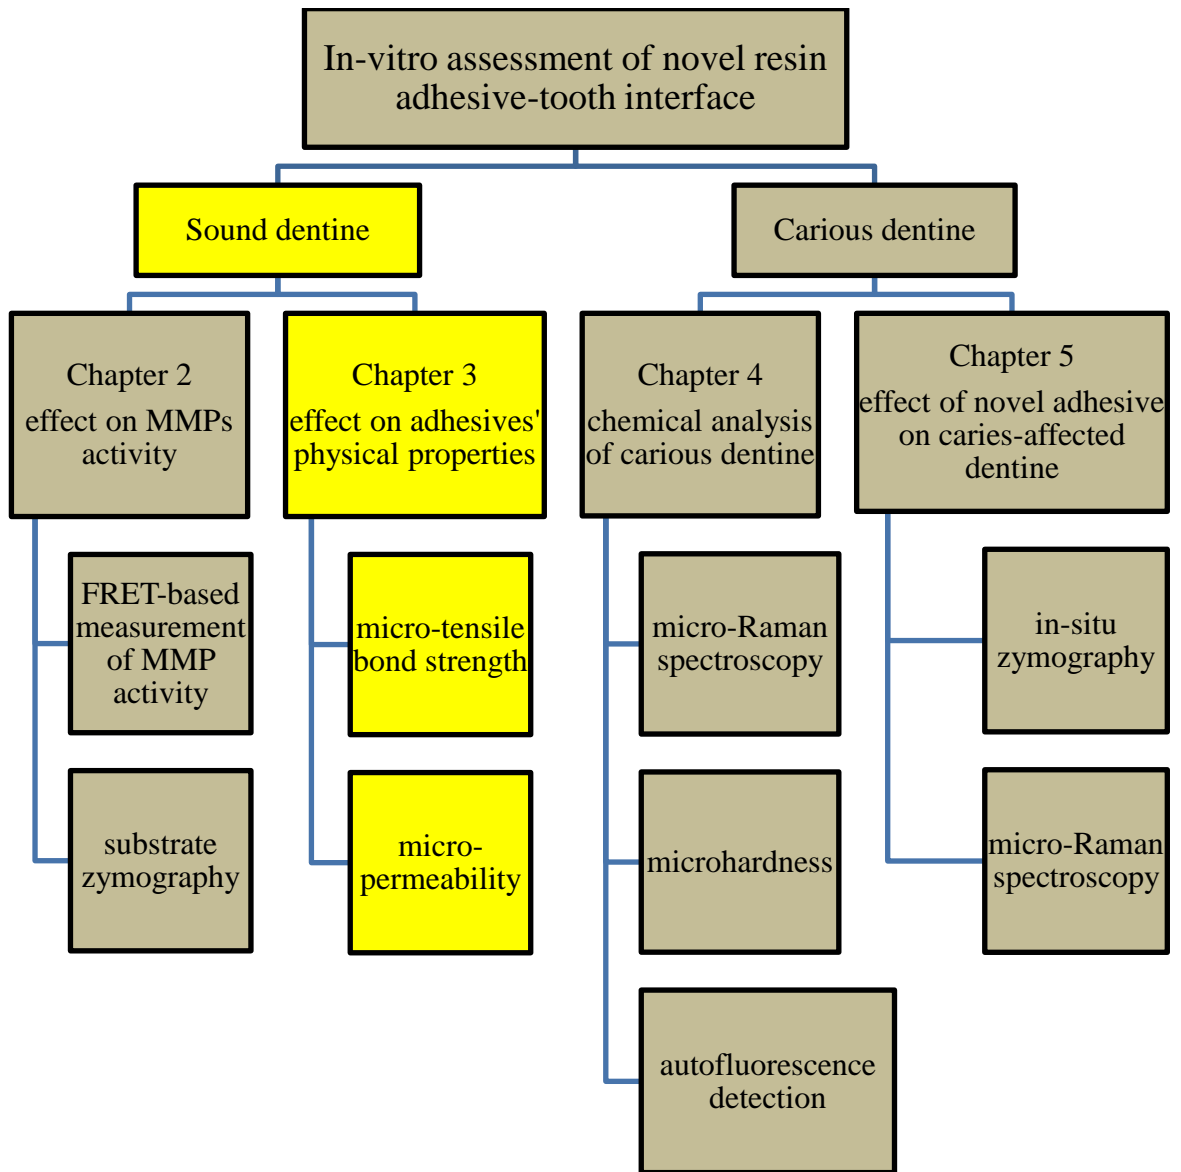 In-vitro assessment of novel resin
adhesive-tooth interface
Sound dentine
Carious dentine
Chapter 2
effect on MMPs
activity
Chapter 3
effect on adhesives'
physical properties
Chapter 4
chemical analysis
of carious dentine
Chapter 5
effect of novel adhesive
on caries-affected
dentine
FRET-based
measurement
of MMP
activity
substrate
zymography
micro-tensile
bond strength
micro-
permeability
micro-Raman
spectroscopy
microhardness
autofluorescence
detection
in-situ
zymography
micro-Raman
spectroscopy